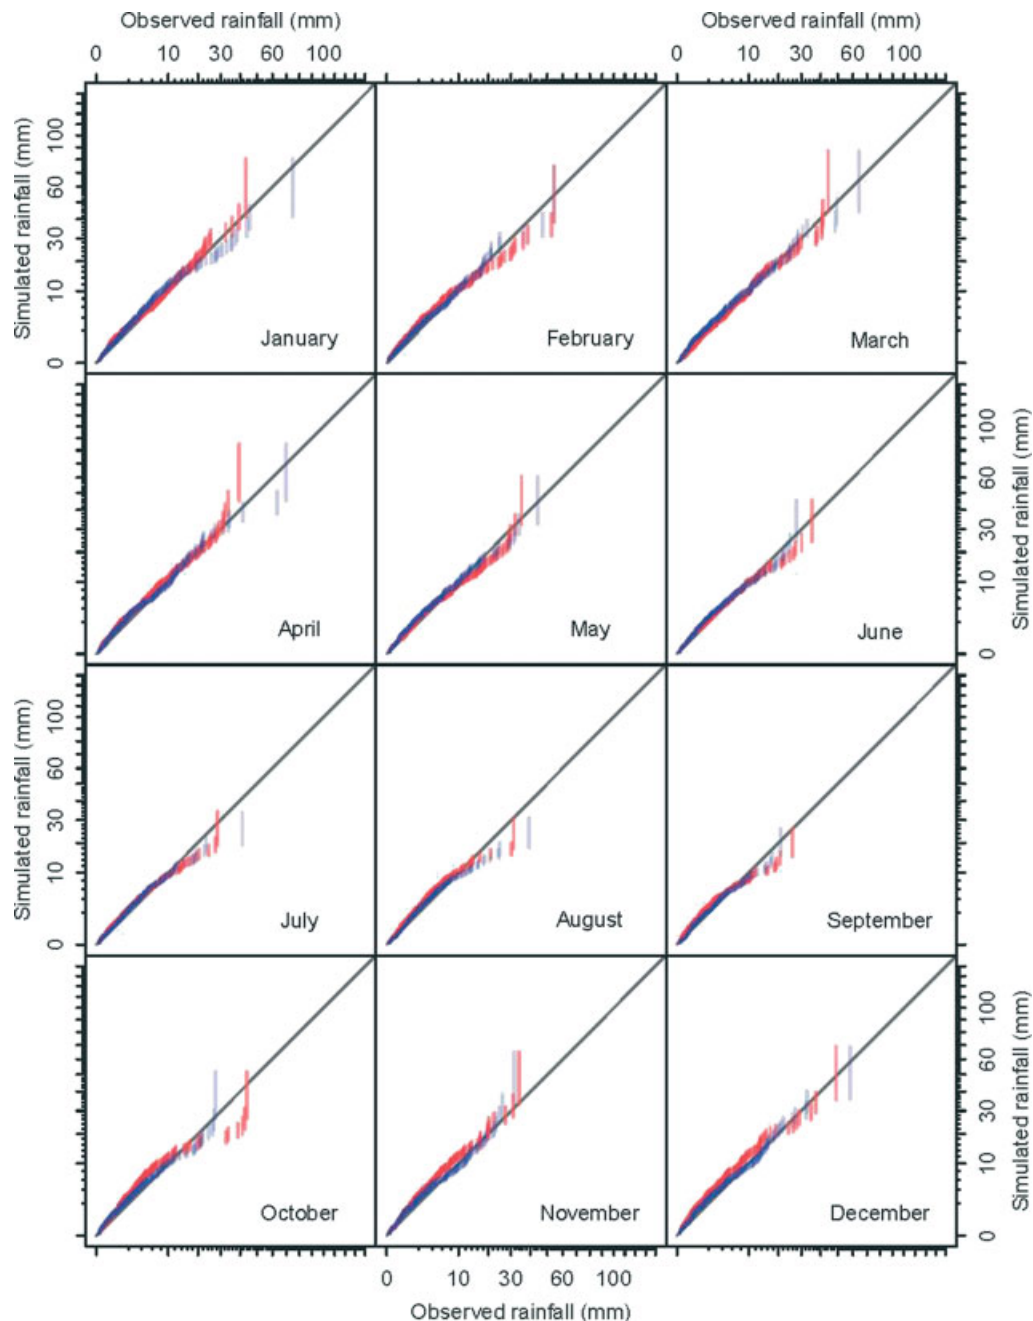 Observed rainfall (mm)
Observed rainfall (mm)
0 10 30 60 100
0 10 30 60 100
Simulated rainfall (mm)
100
60
30
10
0
January
February
March
April
May
June
100
60
30
10
0
Simulated rainfall (mm)
Simulated rainfall (mm)
100
60
30
10
0
July
August
September
October
November
December
100
60
30
10
0
Simulated rainfall (mm)
0 10 30 60 100
Observed rainfall (mm)